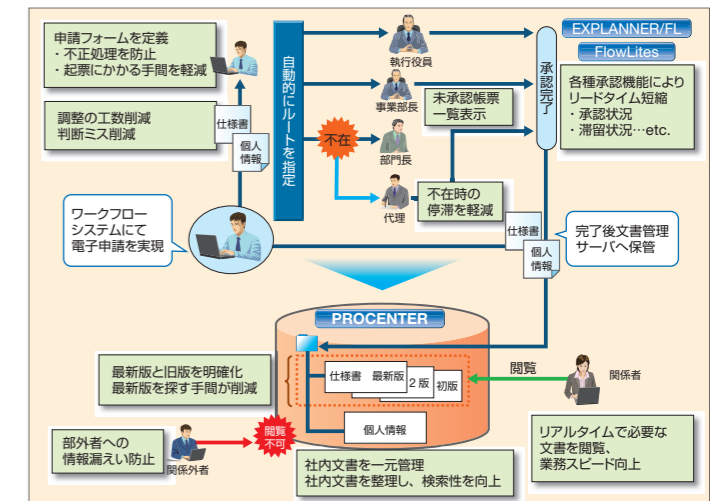 申請フォームを定義
・不正処理を防止
・起票にかかる手間を軽減
調整の工数削減
判断ミス削減
仕様書
個人
情報
ワークフロー
システムにて
電子申請を実現
自動的にルートを指定
執行役員
事業部長
不在
部門長
代理
未承認帳票
一覧表示
不在時の
停滞を軽減
承認完了
EXPLANNER/FL
FlowLites
各種承認機能により
リードタイム短縮
・承認状況
・滞留状況…etc.
仕様書
個人
情報
完了後文書管理
サーバへ保管
PROCENTER
最新版と旧版を明確化
最新版を探す手間が削減
仕様書 最新版
2 版
初版
個人情報
閲覧
関係者
部外者への
情報漏えい防止
関係外者
閲覧
不可
社内文書を一元管理
社内文書を整理し、検索性を向上
リアルタイムで必要な
文書を閲覧、
業務スピード向上